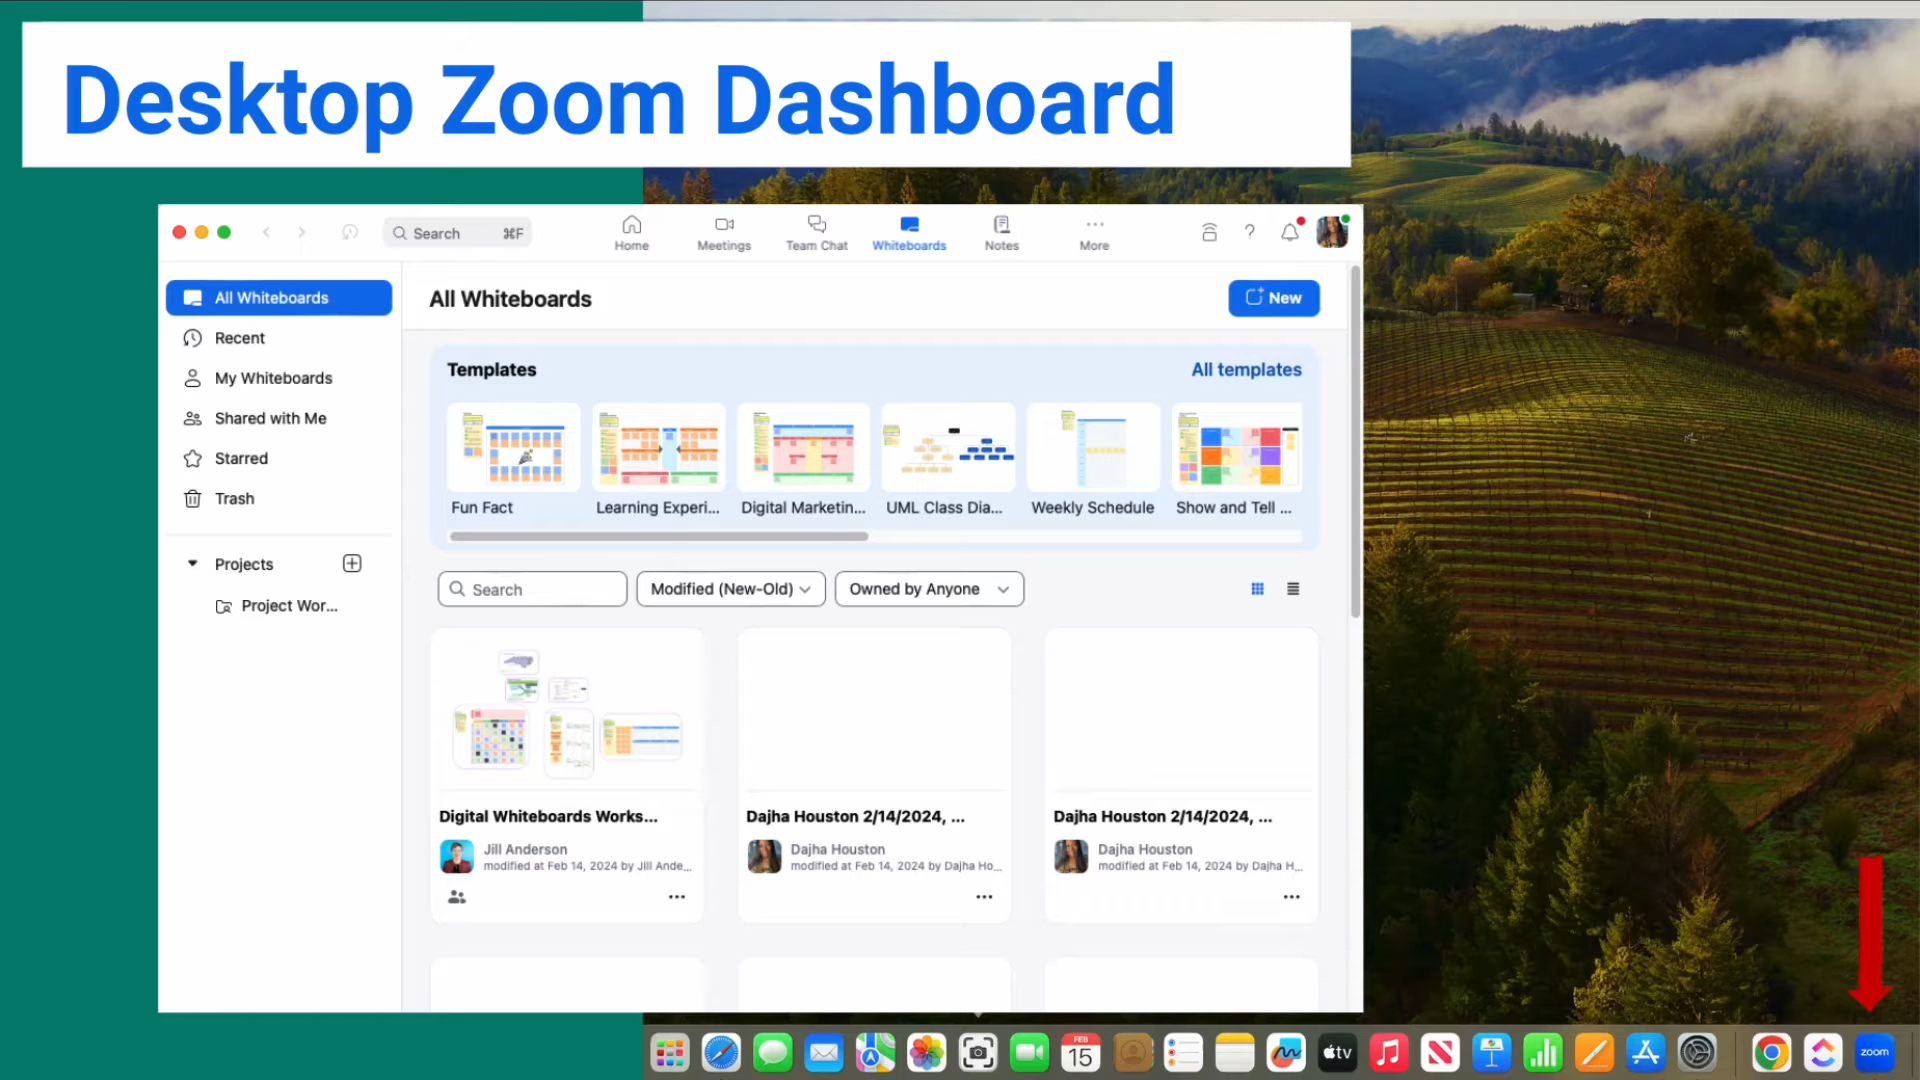 Desktop Zoom Dashboard
Search ⌘F
Home
Meetings
Team Chat
Whiteboards
Notes
More
All Whiteboards
Recent
My Whiteboards
Shared with Me
Starred
Trash
Projects
Project Wor...
All Whiteboards
New
Templates
All templates
Fun Fact
Learning Experi...
Digital Marketin...
UML Class Dia...
Weekly Schedule
Show and Tell ...
Search
Modified (New-Old)
Owned by Anyone
Digital Whiteboards Works...
Jill Anderson
modified at Feb 14, 2024 by Jill Ande...
Dajha Houston 2/14/2024, ...
Dajha Houston
modified at Feb 14, 2024 by Dajha Ho...
Dajha Houston 2/14/2024, ...
Dajha Houston
modified at Feb 14, 2024 by Dajha H...
FEB
15
tv
zoom